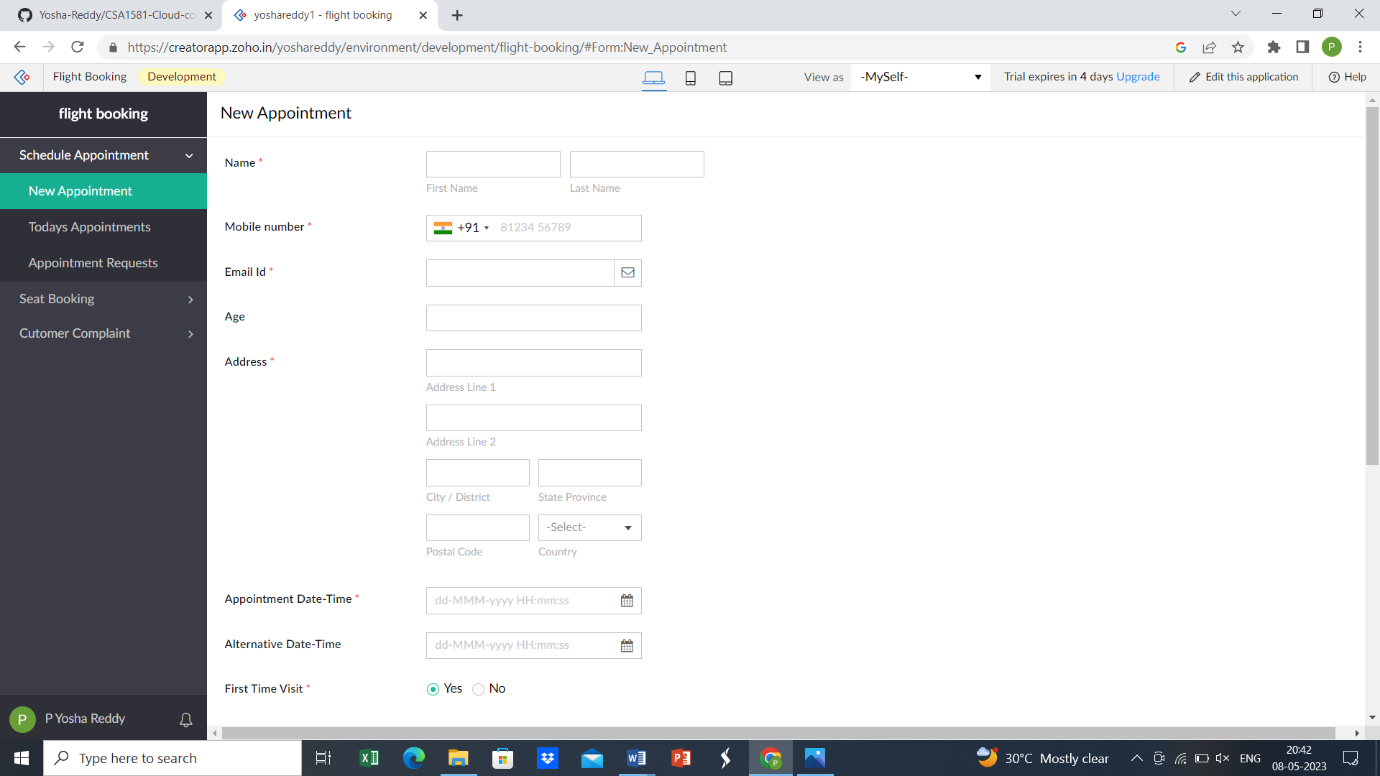 Yosha-Reddy/CSA1581-Cloud-co
yoshareddy1 - flight booking
https://creatorapp.zoho.in/yoshareddy/environment/development/flight-booking/#Form:New_Appointment
P
Flight Booking Development View as -MySelf- Trial expires in 4 days Upgrade Edit this application Help
flight booking
Schedule Appointment
New Appointment
Todays Appointments
Appointment Requests
Seat Booking
Cutomer Complaint
P
P Yosha Reddy
New Appointment
Name *
First Name Last Name
Mobile number * +91 81234 56789
Email Id *
Age
Address *
Address Line 1
Address Line 2
City / District State Province
-Select-
Postal Code Country
Appointment Date-Time * dd-MMM-yyyy HH:mm:ss
Alternative Date-Time dd-MMM-yyyy HH:mm:ss
First Time Visit * Yes No
Type here to search
30°C Mostly clear
ENG
20:42
08-05-2023